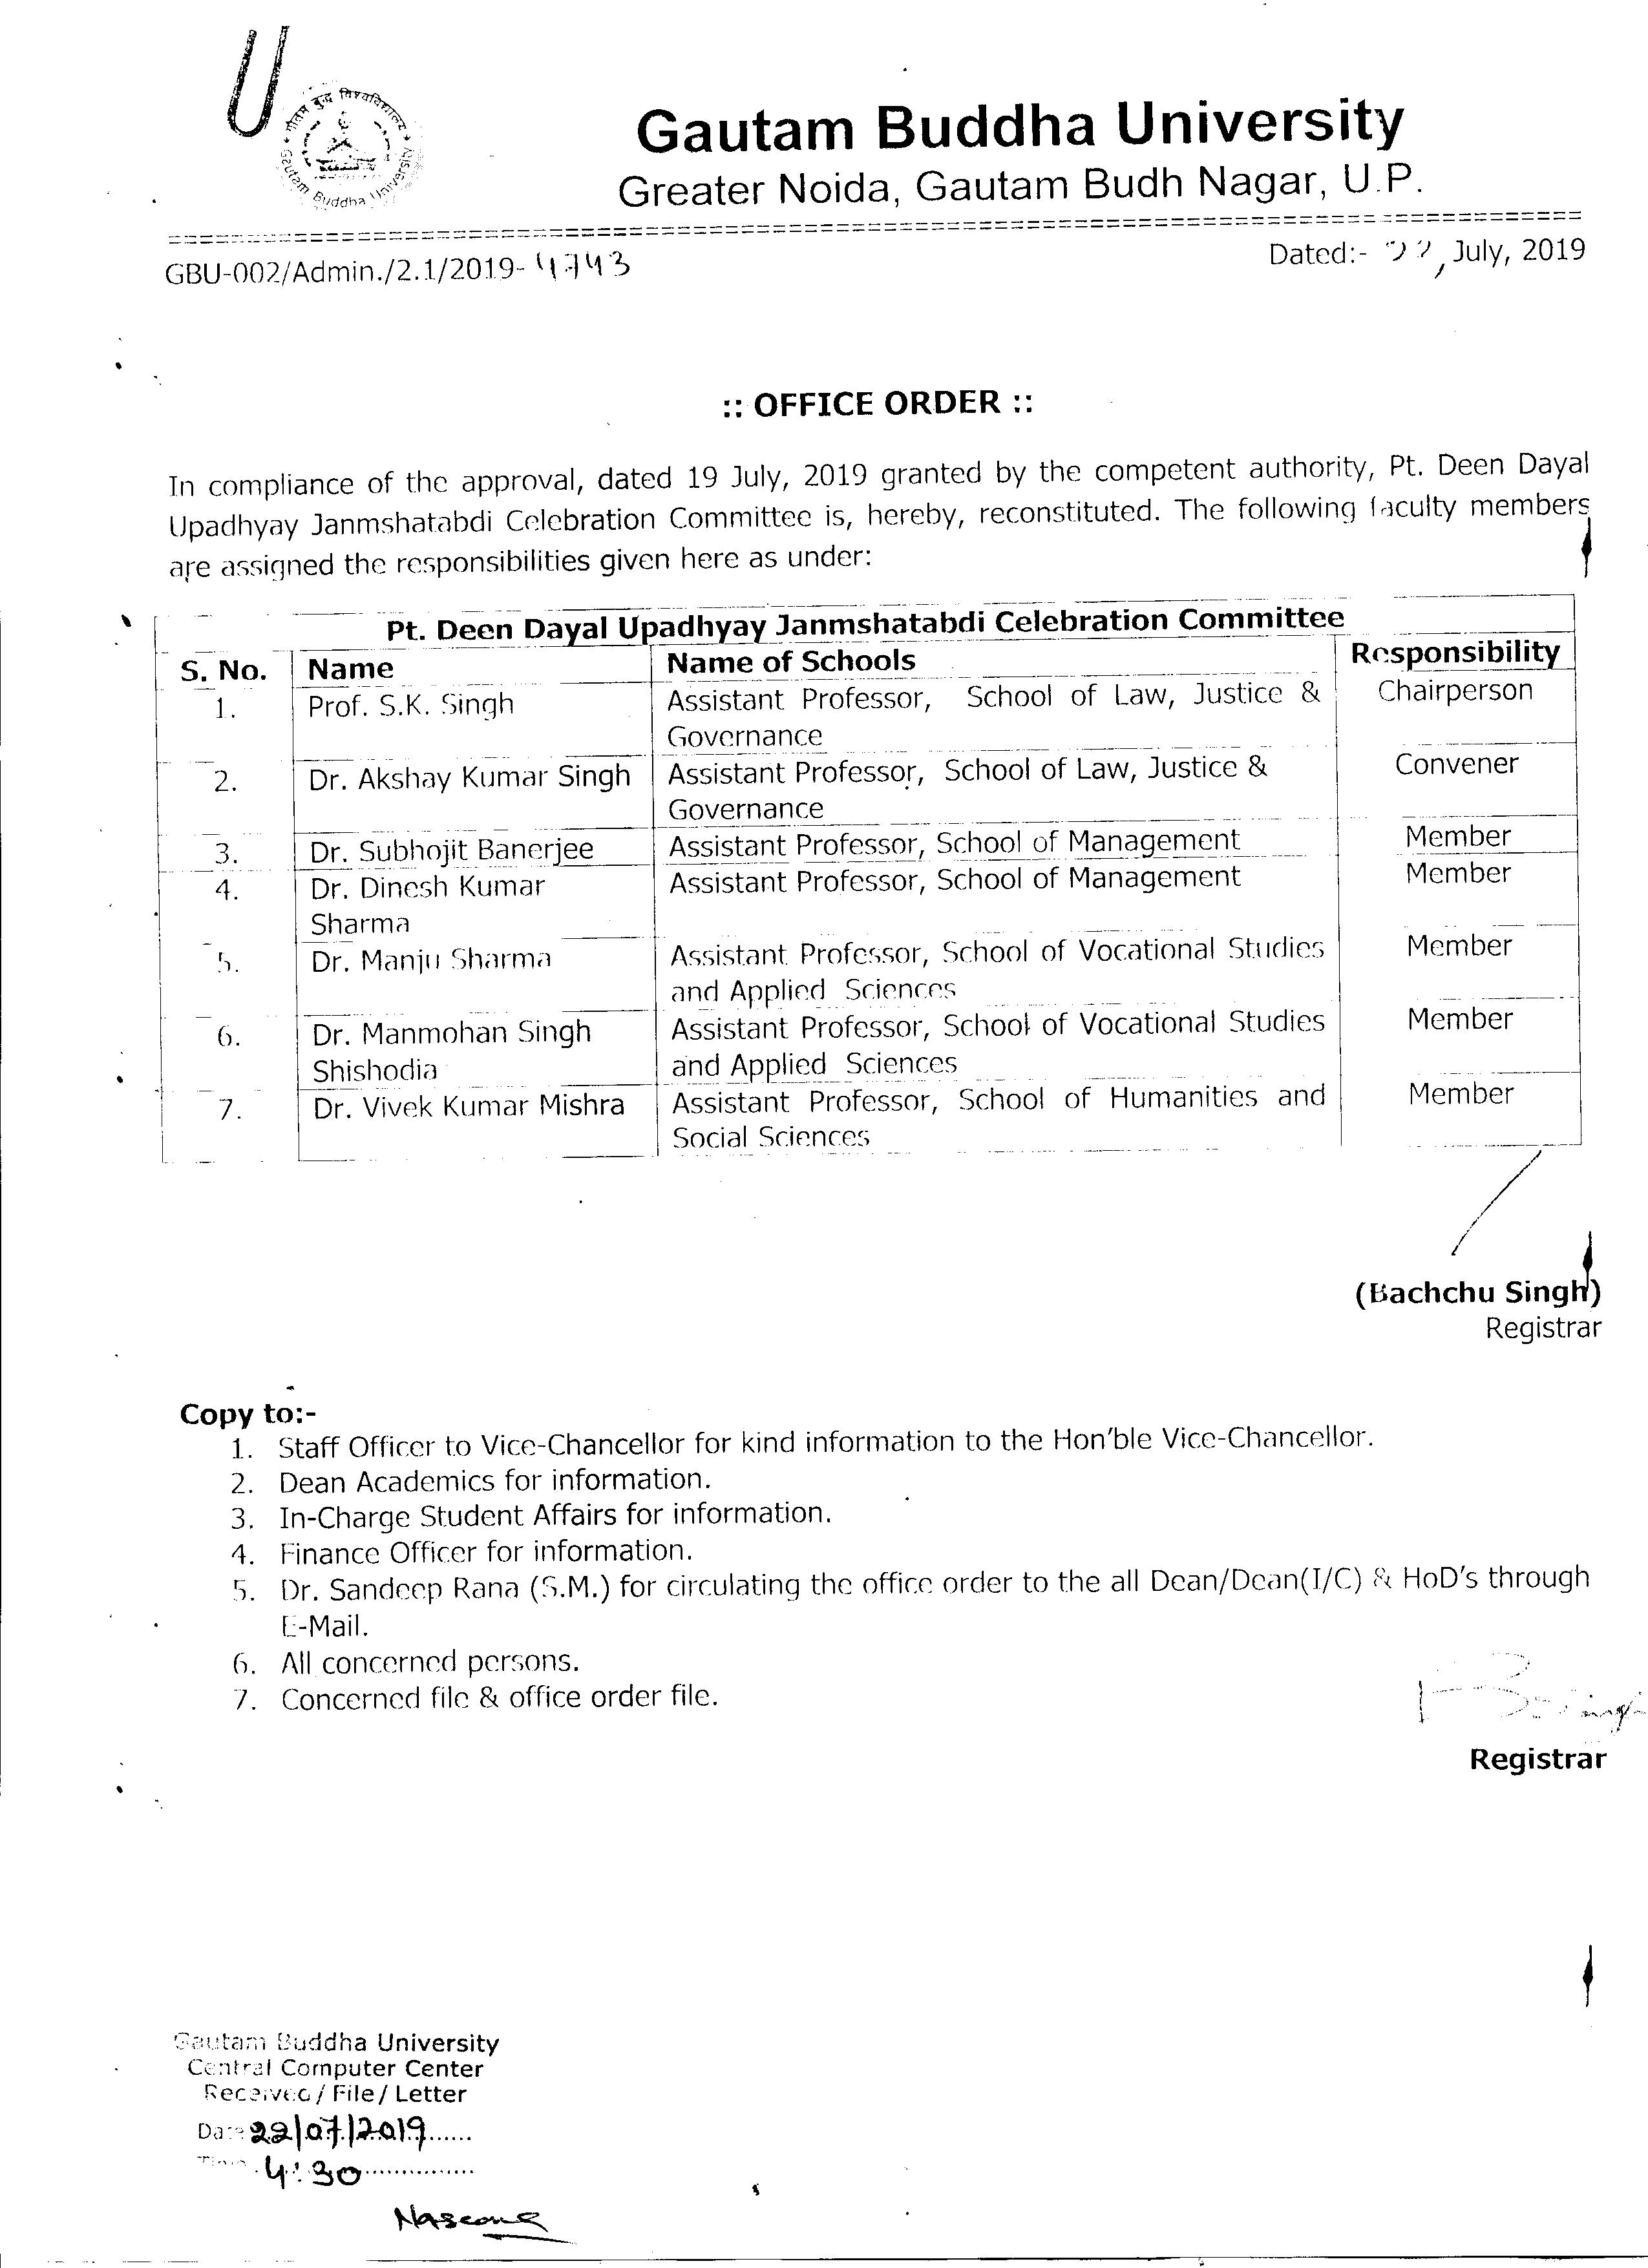 गौतम बुद्ध विश्वविद्यालय
Gautam Buddha University
Gautam Buddha University
Greater Noida, Gautam Budh Nagar, U.P.
GBU-002/Admin./2.1/2019- 4743
Dated:- 22, July, 2019
:: OFFICE ORDER ::
In compliance of the approval, dated 19 July, 2019 granted by the competent authority, Pt. Deen Dayal
Upadhyay Janmshatabdi Celebration Committee is, hereby, reconstituted. The following faculty members
are assigned the responsibilities given here as under:
Pt. Deen Dayal Upadhyay Janmshatabdi Celebration Committee
S. No. Name Name of Schools Responsibility
1. Prof. S.K. Singh Assistant Professor, School of Law, Justice & Chairperson
Governance
2. Dr. Akshay Kumar Singh Assistant Professor, School of Law, Justice & Convener
Governance
3. Dr. Subhojit Banerjee Assistant Professor, School of Management Member
4. Dr. Dinesh Kumar Assistant Professor, School of Management Member
Sharma
5. Dr. Manju Sharma Assistant Professor, School of Vocational Studies Member
and Applied Sciences
6. Dr. Manmohan Singh Assistant Professor, School of Vocational Studies Member
Shishodia and Applied Sciences
7. Dr. Vivek Kumar Mishra Assistant Professor, School of Humanities and Member
Social Sciences
(Bachchu Singh)
Registrar
Copy to:-
1. Staff Officer to Vice-Chancellor for kind information to the Hon'ble Vice-Chancellor.
2. Dean Academics for information.
3. In-Charge Student Affairs for information.
4. Finance Officer for information.
5. Dr. Sandeep Rana (S.M.) for circulating the office order to the all Dean/Dean(I/C) & HoD's through
E-Mail.
6. All concerned persons.
7. Concerned file & office order file.
Registrar
Gautam Buddha University
Central Computer Center
Received / File / Letter
Date 22/07/2019
Time 4:30